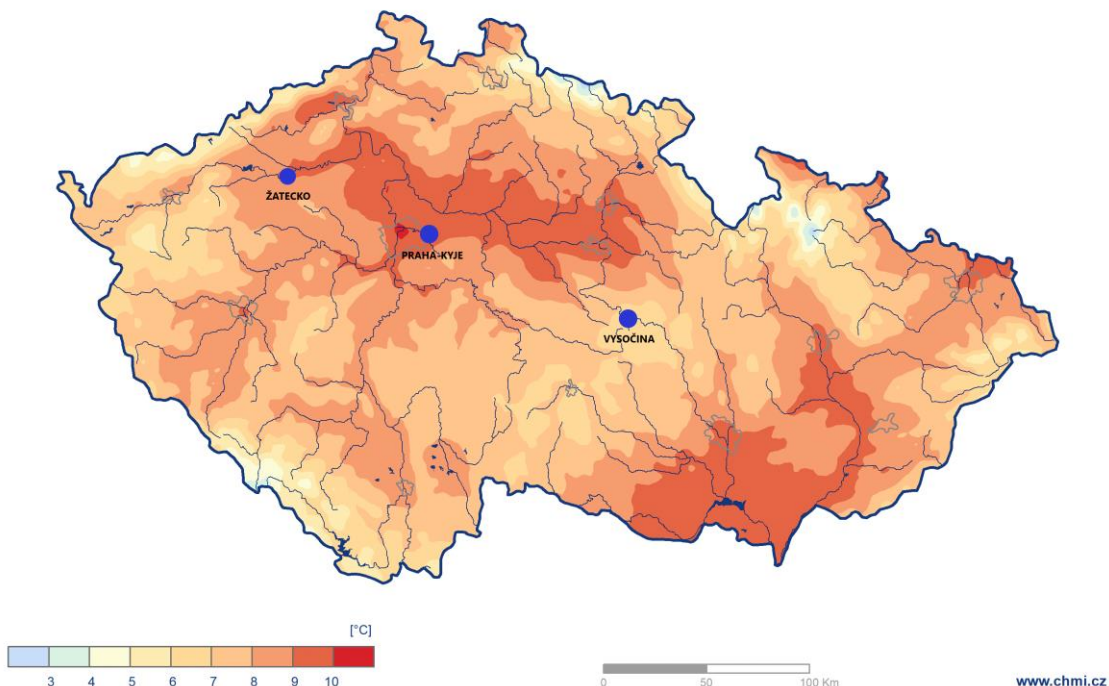 ŽATECKO
PRAHA-KYJE
VYSOČINA
[°C]
3 4 5 6 7 8 9 10
0 50 100 Km
www.chmi.cz